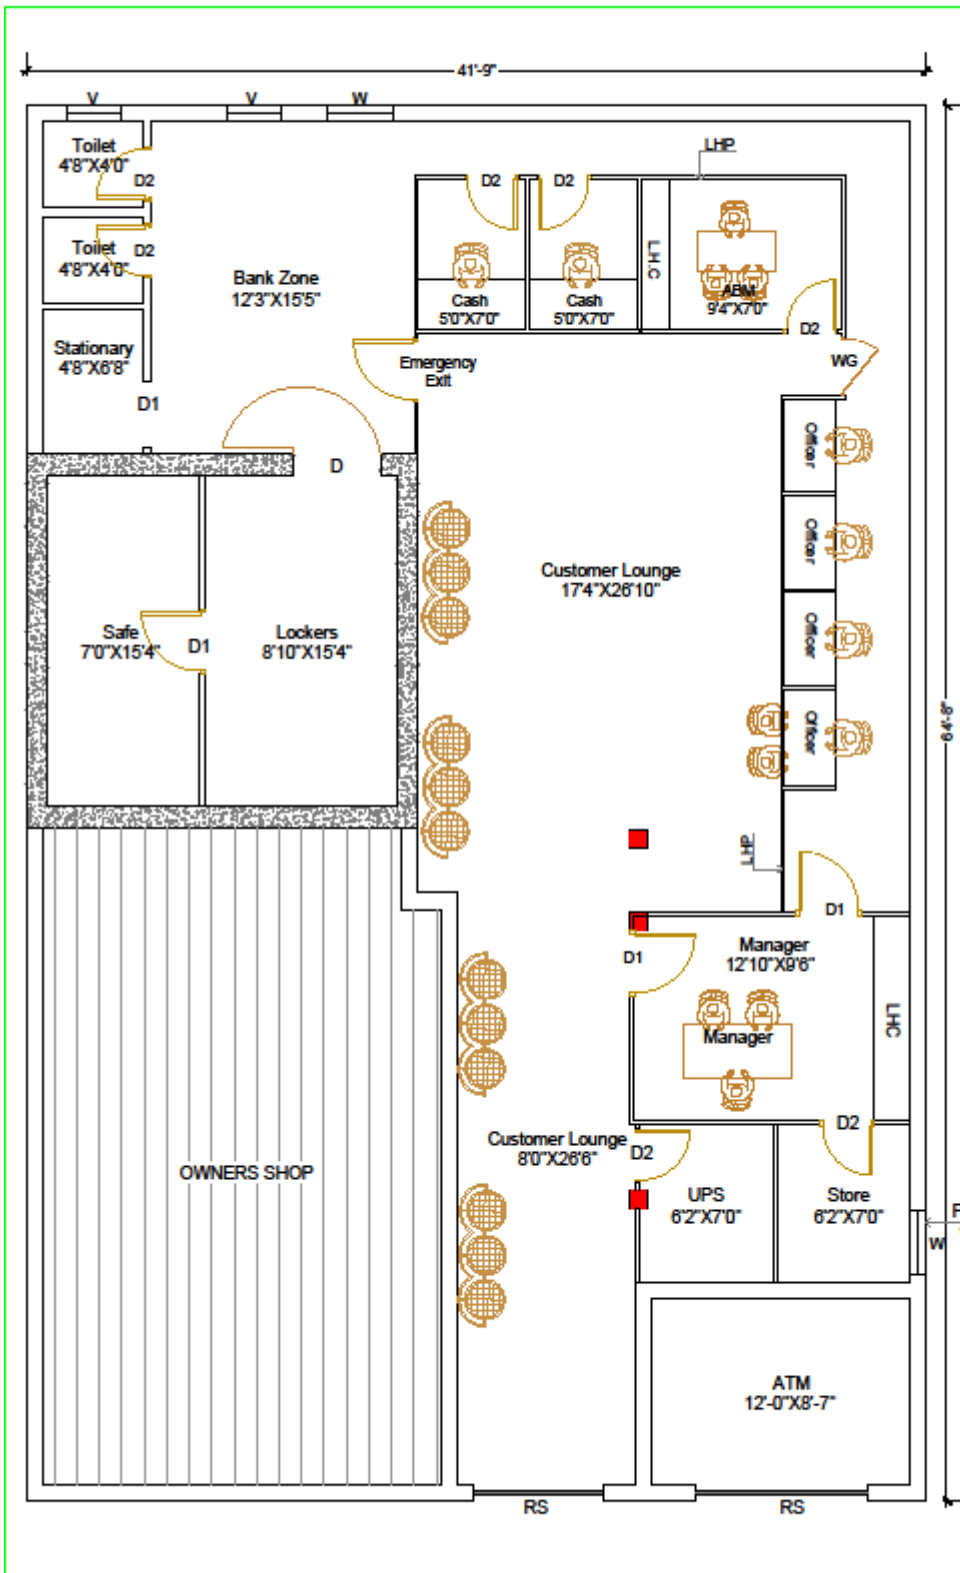 41'-9"
V
V
W
Toilet
4'8"X4'0"
D2
LHP
D2
D2
Toilet
4'8"X4'0"
D2
L.H.C
Bank Zone
12'3"X15'5"
Cash
5'0"X7'0"
Cash
5'0"X7'0"
ABM
9'4"X7'0"
D2
Stationary
4'8"X6'8"
Emergency
Exit
WG
D1
Officer
D
Officer
Customer Lounge
17'4"X26'10"
Safe
7'0"X15'4"
D1
Lockers
8'10"X15'4"
Officer
Officer
64'-8"
LHP
D1
Manager
12'10"X9'6"
D1
LHC
Manager
D2
Customer Lounge
8'0"X26'6"
D2
OWNERS SHOP
UPS
6'2"X7'0"
Store
6'2"X7'0"
W
ATM
12'-0"X8'-7"
RS
RS